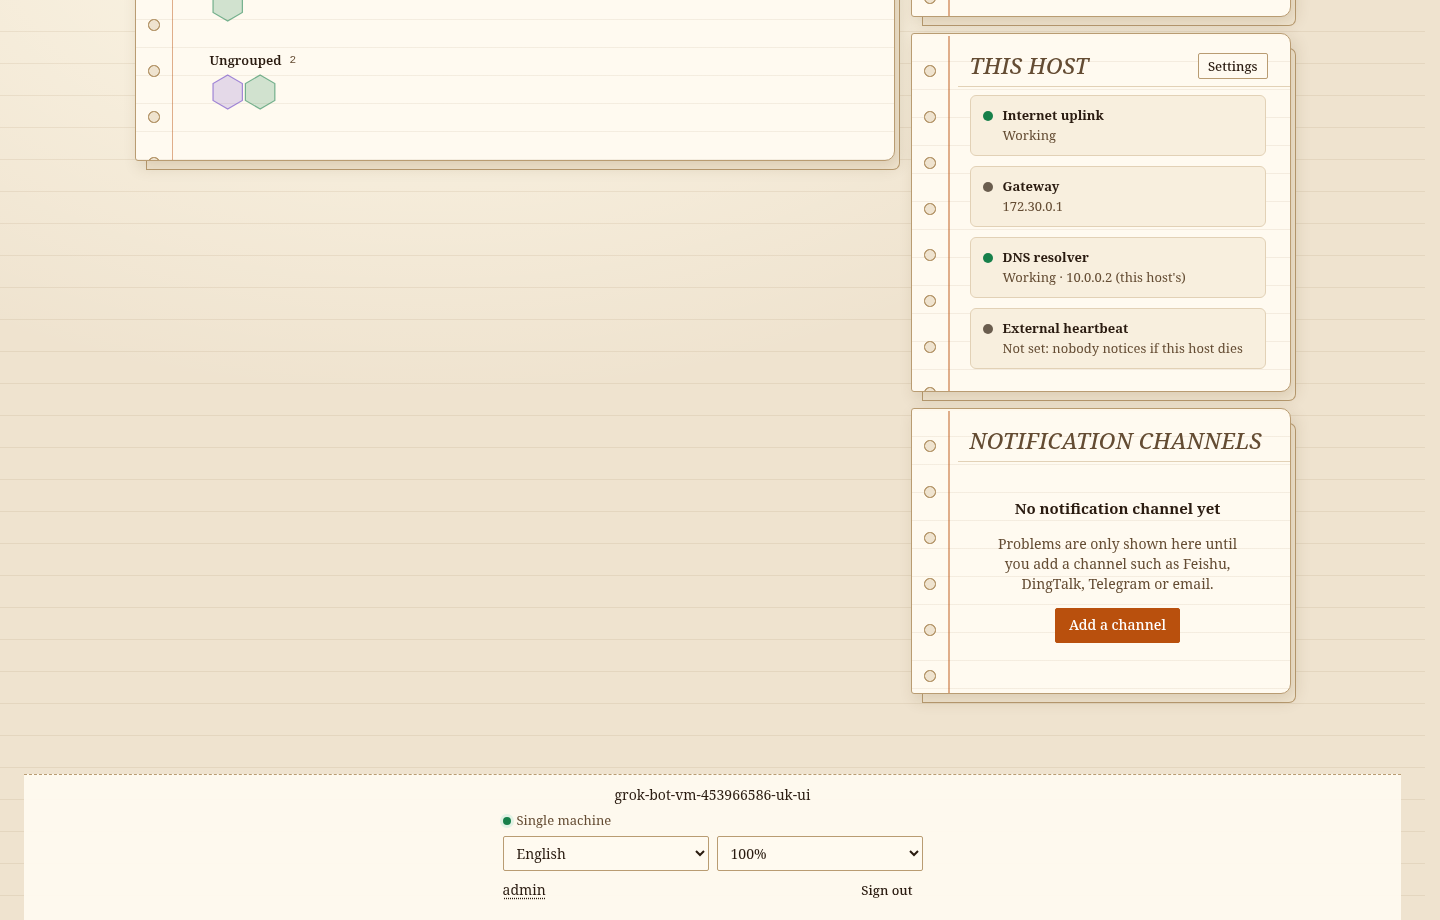 Ungrouped 2
THIS HOST
Settings
Internet uplink
Working
Gateway
172.30.0.1
DNS resolver
Working · 10.0.0.2 (this host's)
External heartbeat
Not set: nobody notices if this host dies
NOTIFICATION CHANNELS
No notification channel yet
Problems are only shown here until
you add a channel such as Feishu,
DingTalk, Telegram or email.
Add a channel
grok-bot-vm-453966586-uk-ui
Single machine
English
100%
admin
Sign out